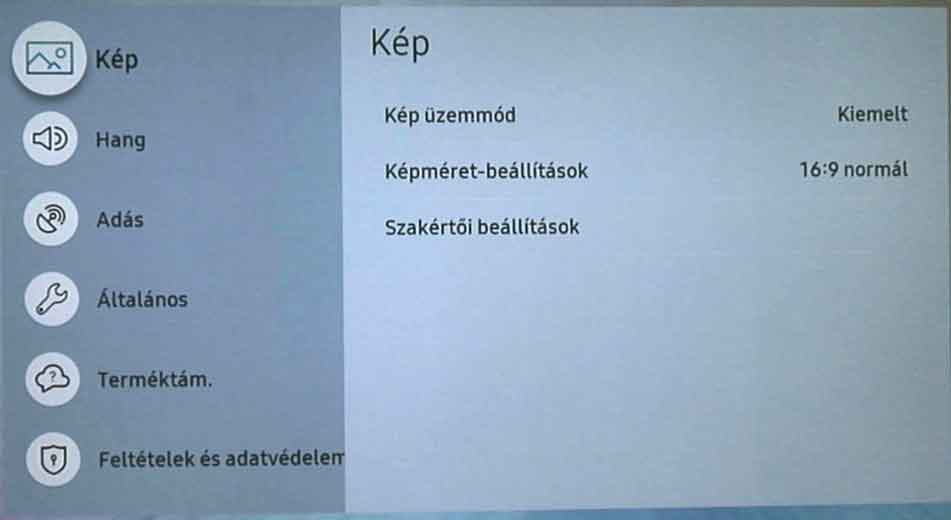 Kép
Hang
Adás
Általános
Terméktám.
Feltételek és adatvédelem
Kép
Kép üzemmód Kiemelt
Képméret-beállítások 16:9 normál
Szakértői beállítások